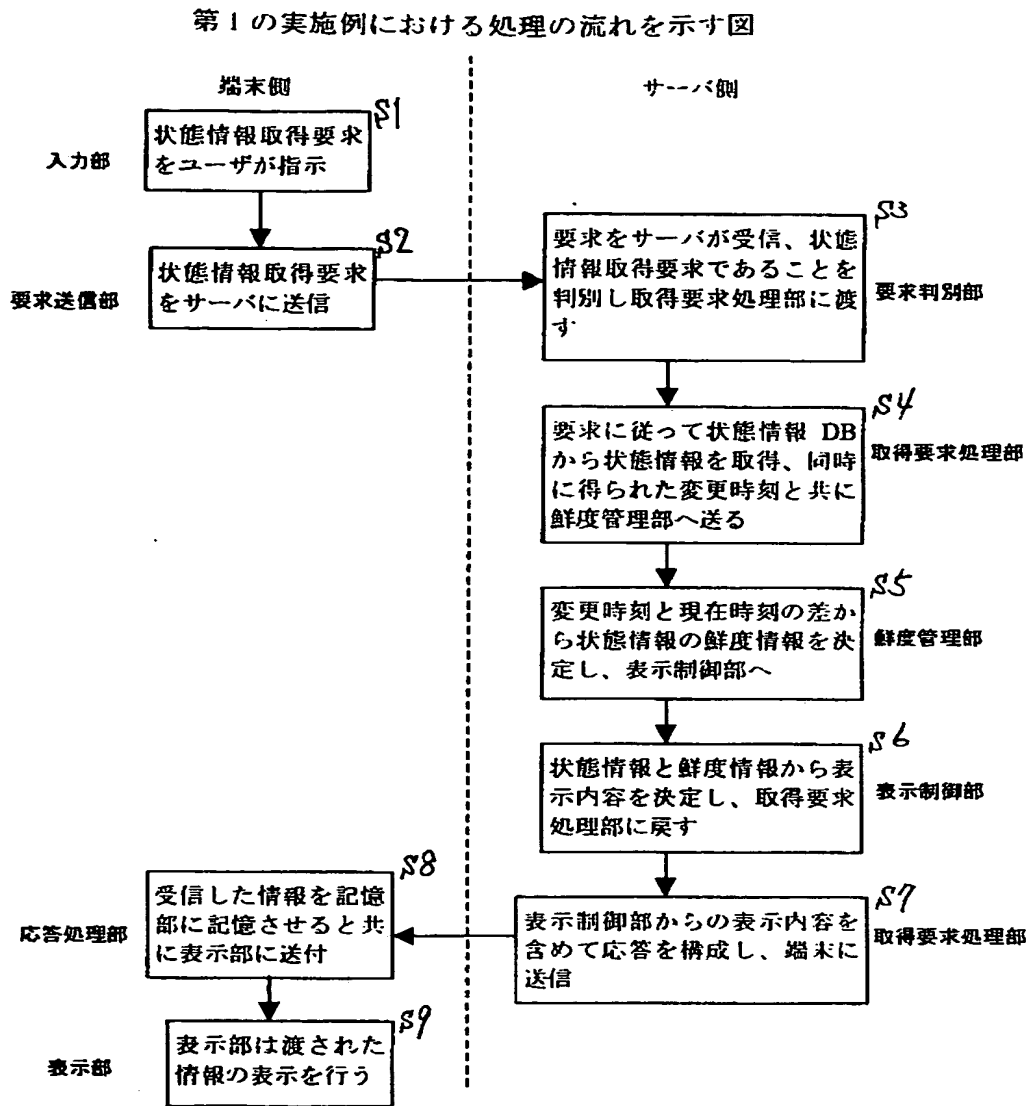 第1の実施例における処理の流れを示す図
端末側
サーバ側
S1
入力部
状態情報取得要求
をユーザが指示
S2
要求送信部
状態情報取得要求
をサーバに送信
S3
要求をサーバが受信、状態
情報取得要求であることを
判別し取得要求処理部に渡
す
要求判別部
S4
要求に従って状態情報 DB
から状態情報を取得、同時
に得られた変更時刻と共に
鮮度管理部へ送る
取得要求処理部
S5
変更時刻と現在時刻の差か
ら状態情報の鮮度情報を決
定し、表示制御部へ
鮮度管理部
S6
状態情報と鮮度情報から表
示内容を決定し、取得要求
処理部に戻す
表示制御部
S7
表示制御部からの表示内容を
含めて応答を構成し、端末に
送信
取得要求処理部
S8
応答処理部
受信した情報を記憶
部に記憶させると共
に表示部に送付
S9
表示部
表示部は渡された
情報の表示を行う